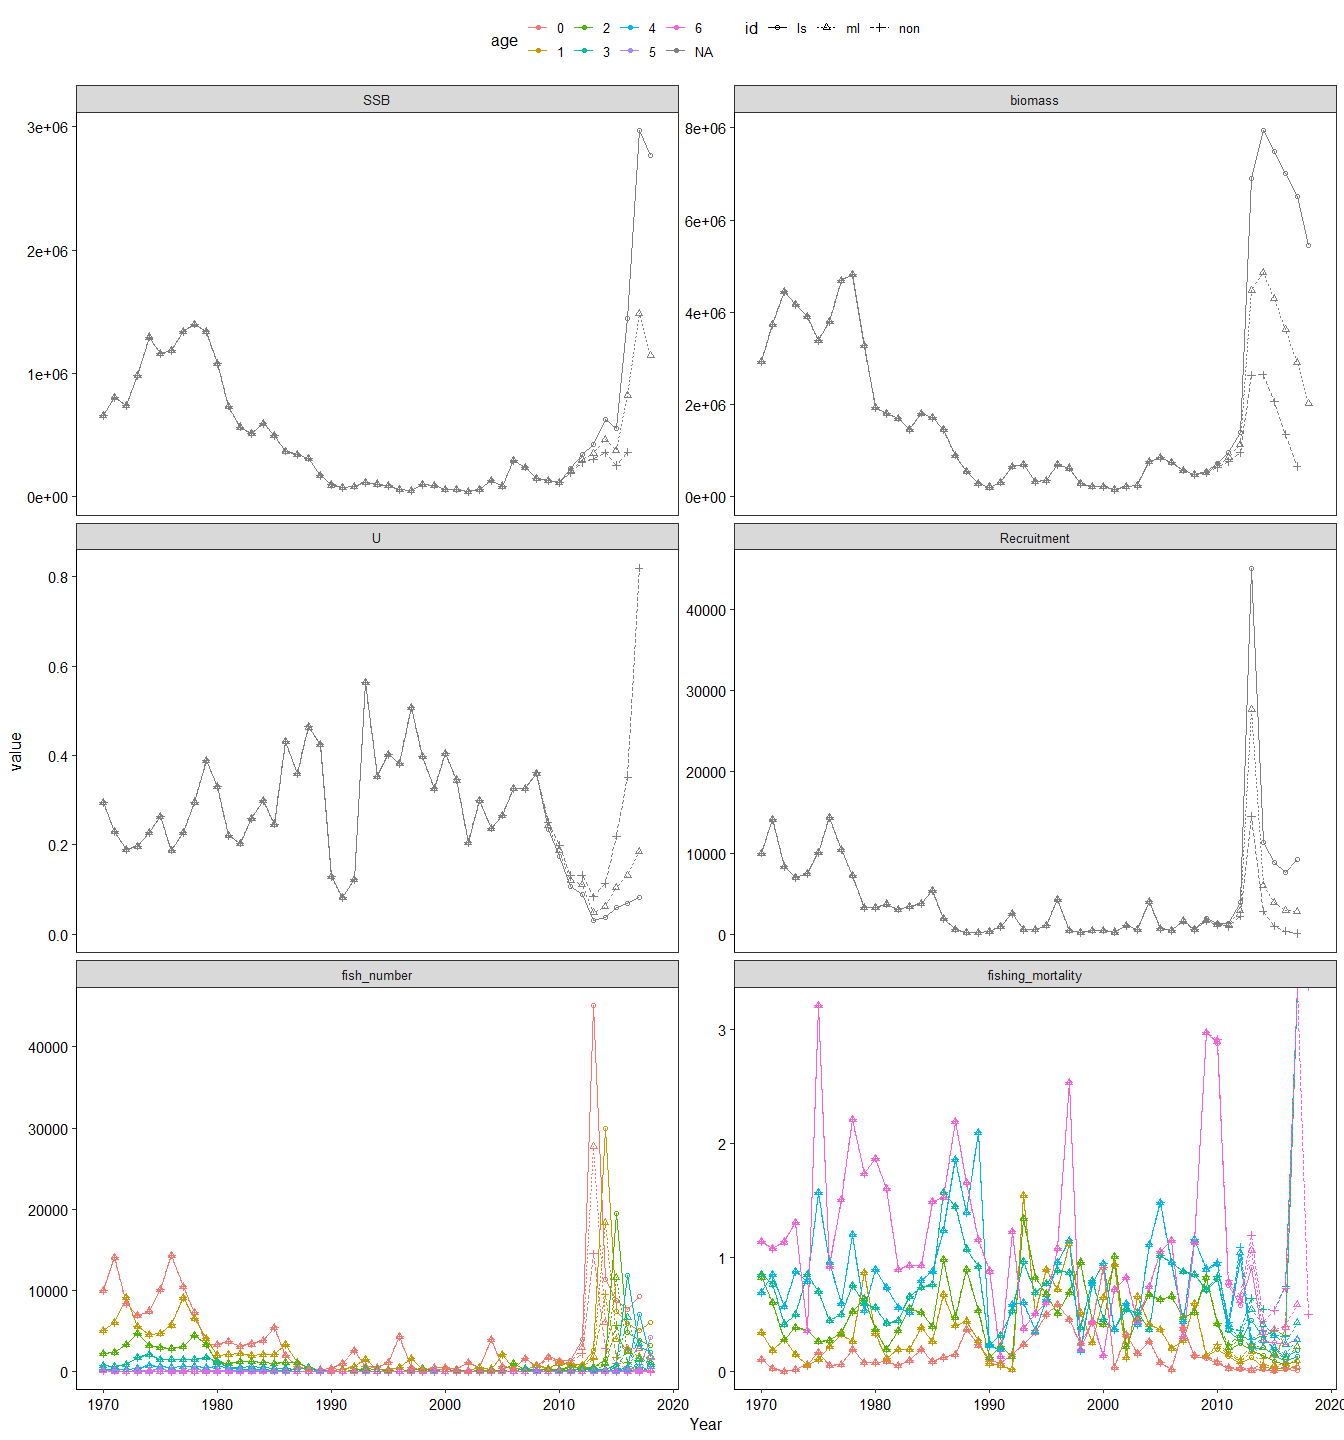 age 0 2 4 6 id ls ml non
1 3 5 NA
SSB biomass
3e+06
2e+06
1e+06
0e+00
8e+06
6e+06
4e+06
2e+06
0e+00
U Recruitment
0.8
0.6
0.4
0.2
0.0
40000
30000
20000
10000
0
value
fish_number fishing_mortality
40000
30000
20000
10000
0
3
2
1
0
1970 1980 1990 2000 2010 2020 1970 1980 1990 2000 2010 2020
Year